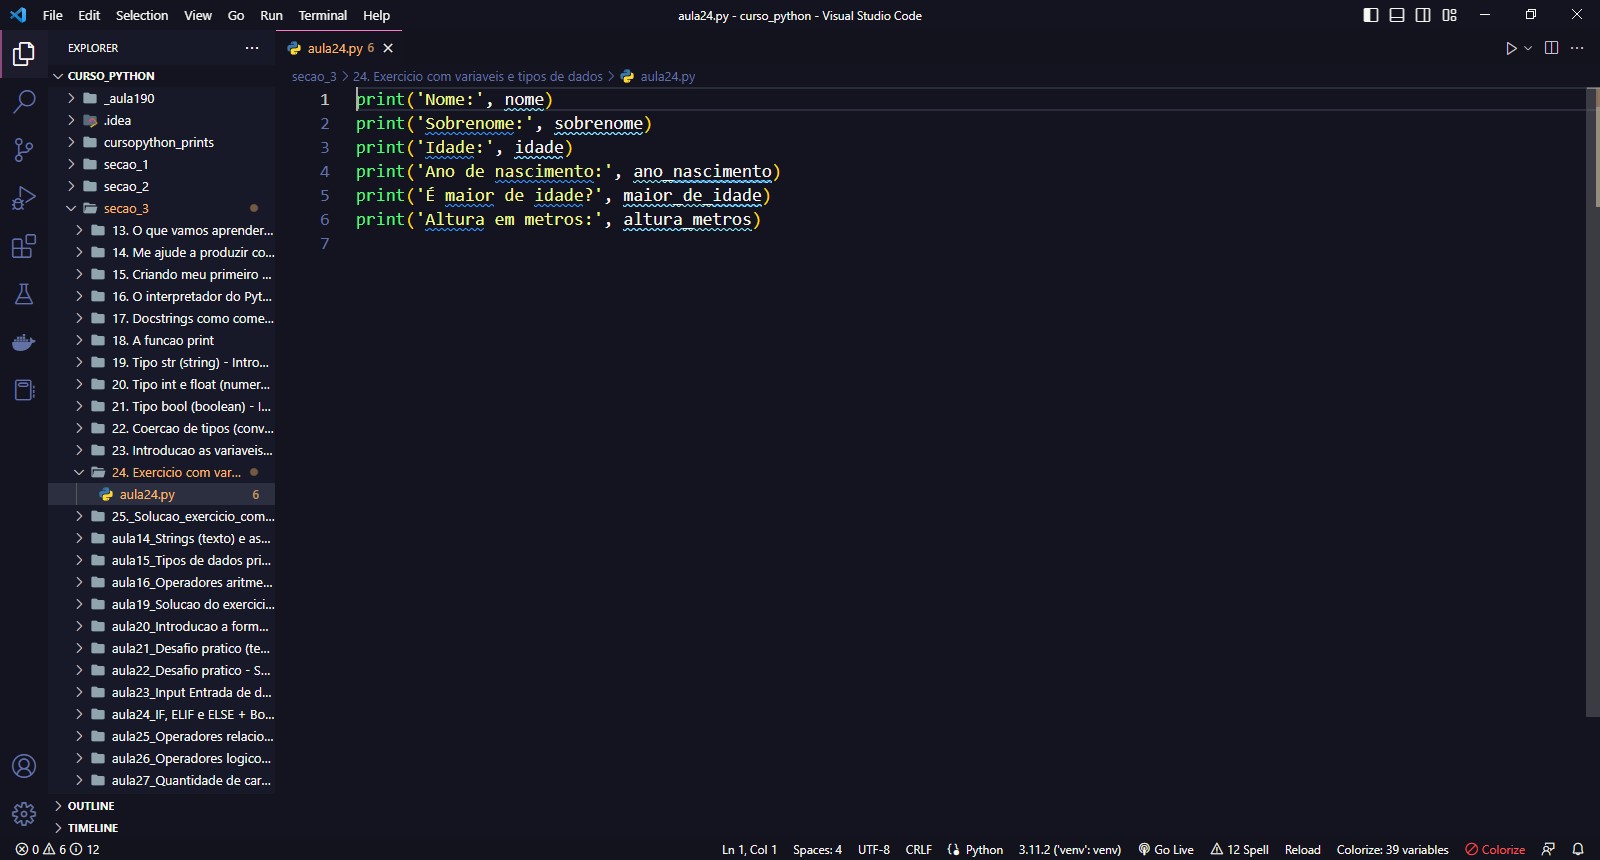 File Edit Selection View Go Run Terminal Help
aula24.py - curso_python - Visual Studio Code
EXPLORER
CURSO_PYTHON
_aula190
.idea
cursopython_prints
secao_1
secao_2
secao_3
13. O que vamos aprender...
14. Me ajude a produzir co...
15. Criando meu primeiro ...
16. O interpretador do Pyt...
17. Docstrings como come...
18. A funcao print
19. Tipo str (string) - Intro...
20. Tipo int e float (numer...
21. Tipo bool (boolean) - I...
22. Coercao de tipos (conv...
23. Introducao as variaveis...
24. Exercicio com var...
aula24.py 6
25._Solucao_exercicio_com...
aula14_Strings (texto) e as...
aula15_Tipos de dados pri...
aula16_Operadores aritme...
aula19_Solucao do exercici...
aula20_Introducao a form...
aula21_Desafio pratico (te...
aula22_Desafio pratico - S...
aula23_Input Entrada de d...
aula24_IF, ELIF e ELSE + Bo...
aula25_Operadores relacio...
aula26_Operadores logico...
aula27_Quantidade de car...
OUTLINE
TIMELINE
aula24.py 6
secao_3 > 24. Exercicio com variaveis e tipos de dados > aula24.py
1 print('Nome:', nome)
2 print('Sobrenome:', sobrenome)
3 print('Idade:', idade)
4 print('Ano de nascimento:', ano_nascimento)
5 print('É maior de idade?', maior_de_idade)
6 print('Altura em metros:', altura_metros)
7
0 6 12
Ln 1, Col 1 Spaces: 4 UTF-8 CRLF Python 3.11.2 ('venv': venv) Go Live 12 Spell Reload Colorize: 39 variables Colorize